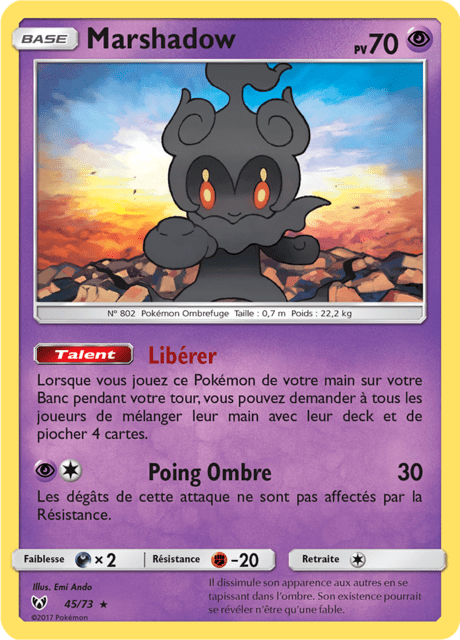 BASE Marshadow PV 70
N° 802 Pokémon Ombrefuge Taille : 0,7 m Poids : 22,2 kg
Talent Libérer
Lorsque vous jouez ce Pokémon de votre main sur votre
Banc pendant votre tour, vous pouvez demander à tous les
joueurs de mélanger leur main avec leur deck et de
piocher 4 cartes.
Poing Ombre 30
Les dégâts de cette attaque ne sont pas affectés par la
Résistance.
Faiblesse ×2 Résistance -20 Retraite
Illus. Emi Ando
45/73 ★
©2017 Pokémon
Il dissimule son apparence aux autres en se
tapissant dans l'ombre. Son existence pourrait
se révéler n'être qu'une fable.